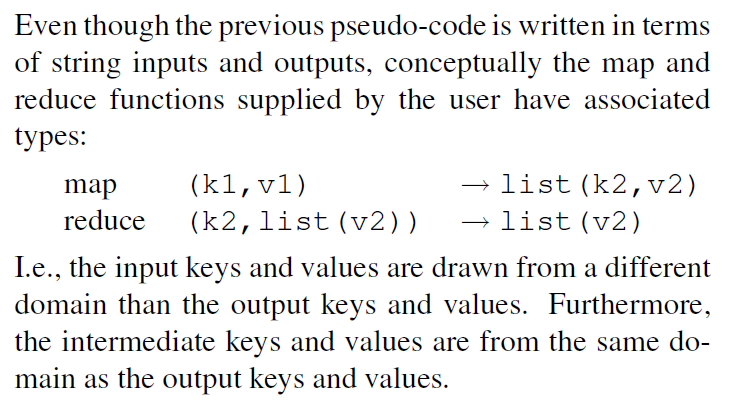 Even though the previous pseudo-code is written in terms
of string inputs and outputs, conceptually the map and
reduce functions supplied by the user have associated
types:
map (k1,v1) → list(k2,v2)
reduce (k2,list(v2)) → list(v2)
I.e., the input keys and values are drawn from a different
domain than the output keys and values. Furthermore,
the intermediate keys and values are from the same do-
main as the output keys and values.